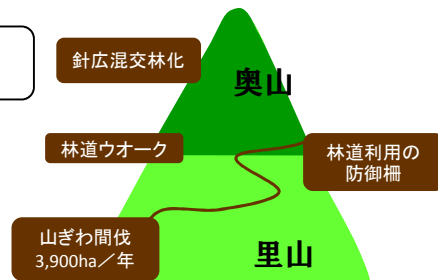 針広混交林化
奥山
林道ウオーク
林道利用の
防御柵
山ぎわ間伐
3,900ha／年
里山